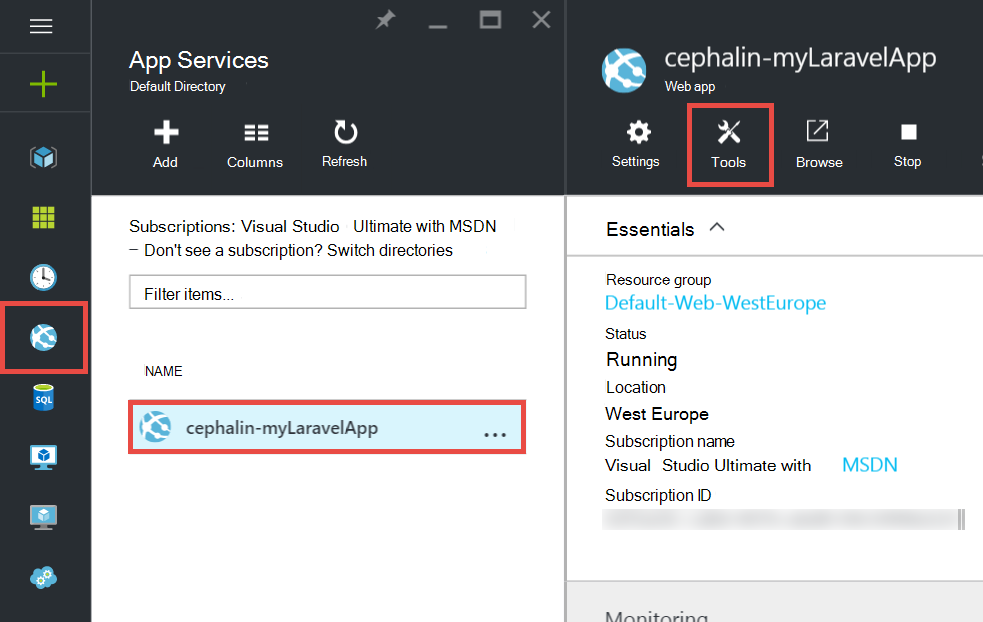 App Services
Default Directory
Add
Columns
Refresh
Subscriptions: Visual Studio Ultimate with MSDN
– Don't see a subscription? Switch directories
Filter items...
NAME
cephalin-myLaravelApp
...
SQL
cephalin-myLaravelApp
Web app
Settings
Tools
Browse
Stop
Essentials
Resource group
Default-Web-WestEurope
Status
Running
Location
West Europe
Subscription name
Visual Studio Ultimate with MSDN
Subscription ID
Monitoring